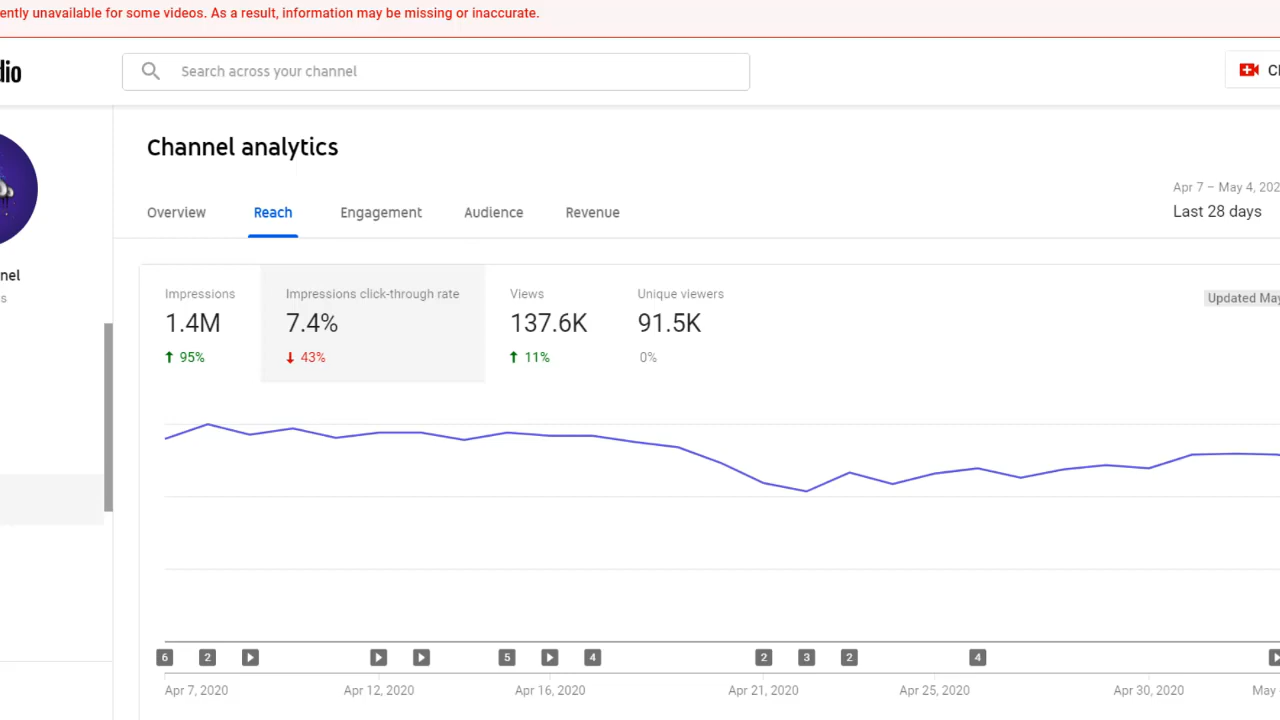 ently unavailable for some videos. As a result, information may be missing or inaccurate.
dio
Search across your channel
Channel analytics
Apr 7 – May 4, 202
Last 28 days
Overview Reach Engagement Audience Revenue
nel
s
Impressions Impressions click-through rate Views Unique viewers
Updated May
1.4M 7.4% 137.6K 91.5K
95% 43% 11% 0%
6 2 5 4 2 3 2 4
Apr 7, 2020 Apr 12, 2020 Apr 16, 2020 Apr 21, 2020 Apr 25, 2020 Apr 30, 2020 May